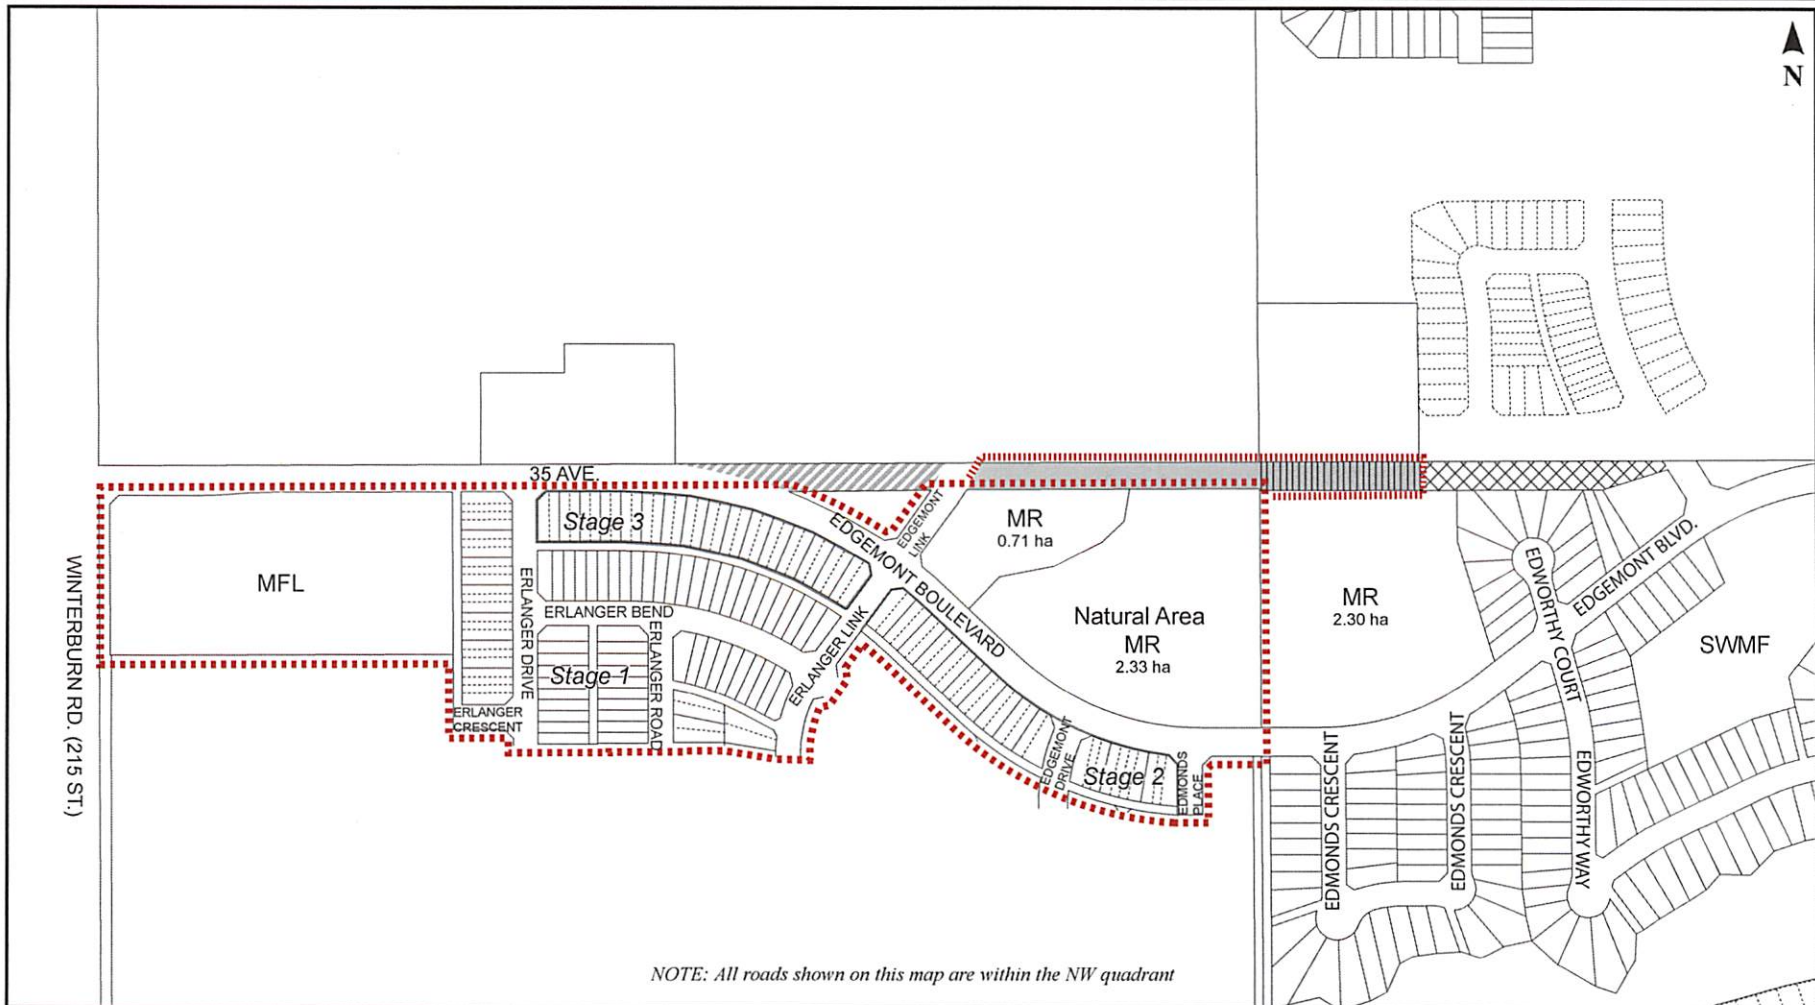 N
35 AVE.
Stage 3
EDGEMONT
LINK
MR
0.71 ha
EDGEMONT BOULEVARD
MFL
WINTERBURN RD. (215 ST.)
ERLANGER DRIVE
ERLANGER BEND
ERLANGER ROAD
ERLANGER LINK
Stage 1
ERLANGER
CRESCENT
Natural Area
MR
2.33 ha
MR
2.30 ha
EDWORTHY COURT
EDGEMONT BLVD.
SWMF
EDGEMONT
DRIVE
Stage 2
EDMONDS
PLACE
EDMONDS CRESCENT
EDMONDS CRESCENT
EDWORTHY WAY
NOTE: All roads shown on this map are within the NW quadrant